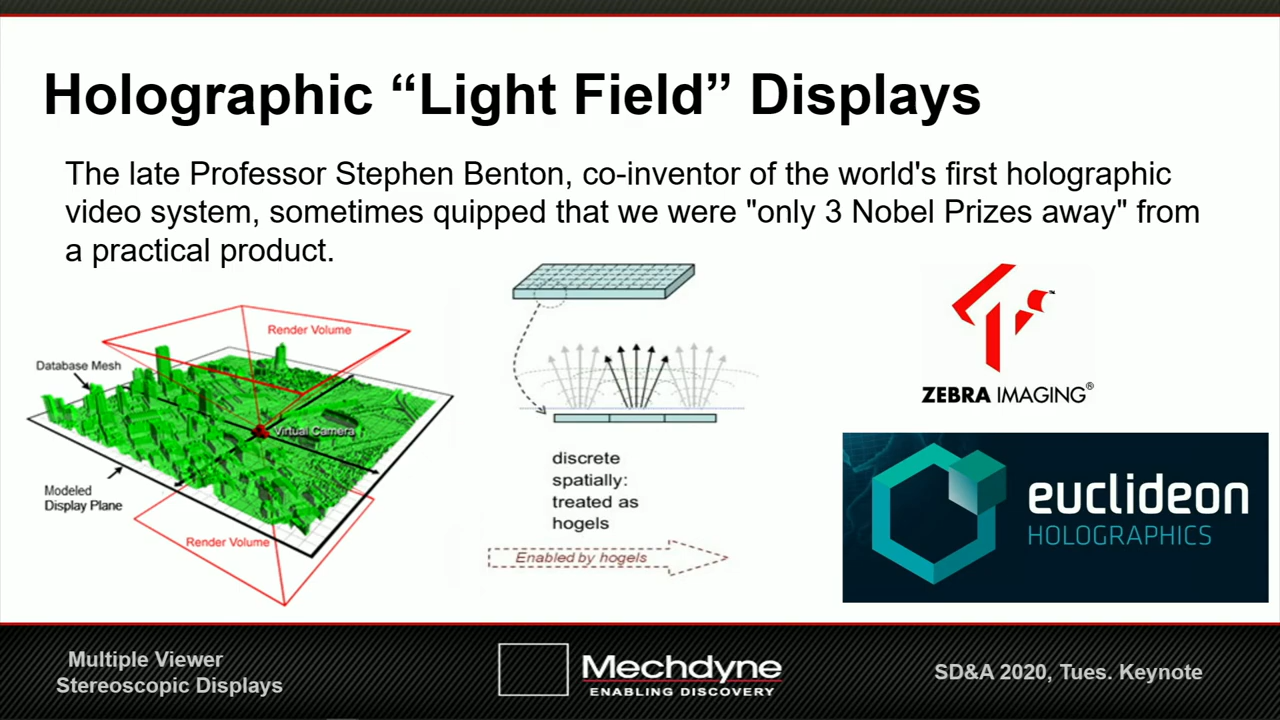 Holographic “Light Field” Displays
The late Professor Stephen Benton, co-inventor of the world's first holographic
video system, sometimes quipped that we were "only 3 Nobel Prizes away" from
a practical product.
Render Volume
Database Mesh
Virtual Camera
Modeled
Display Plane
Render Volume
discrete
spatially:
treated as
hogels
Enabled by hogels
ZEBRA IMAGING®
euclideon
HOLOGRAPHICS
Multiple Viewer
Stereoscopic Displays
Mechdyne
ENABLING DISCOVERY
SD&A 2020, Tues. Keynote